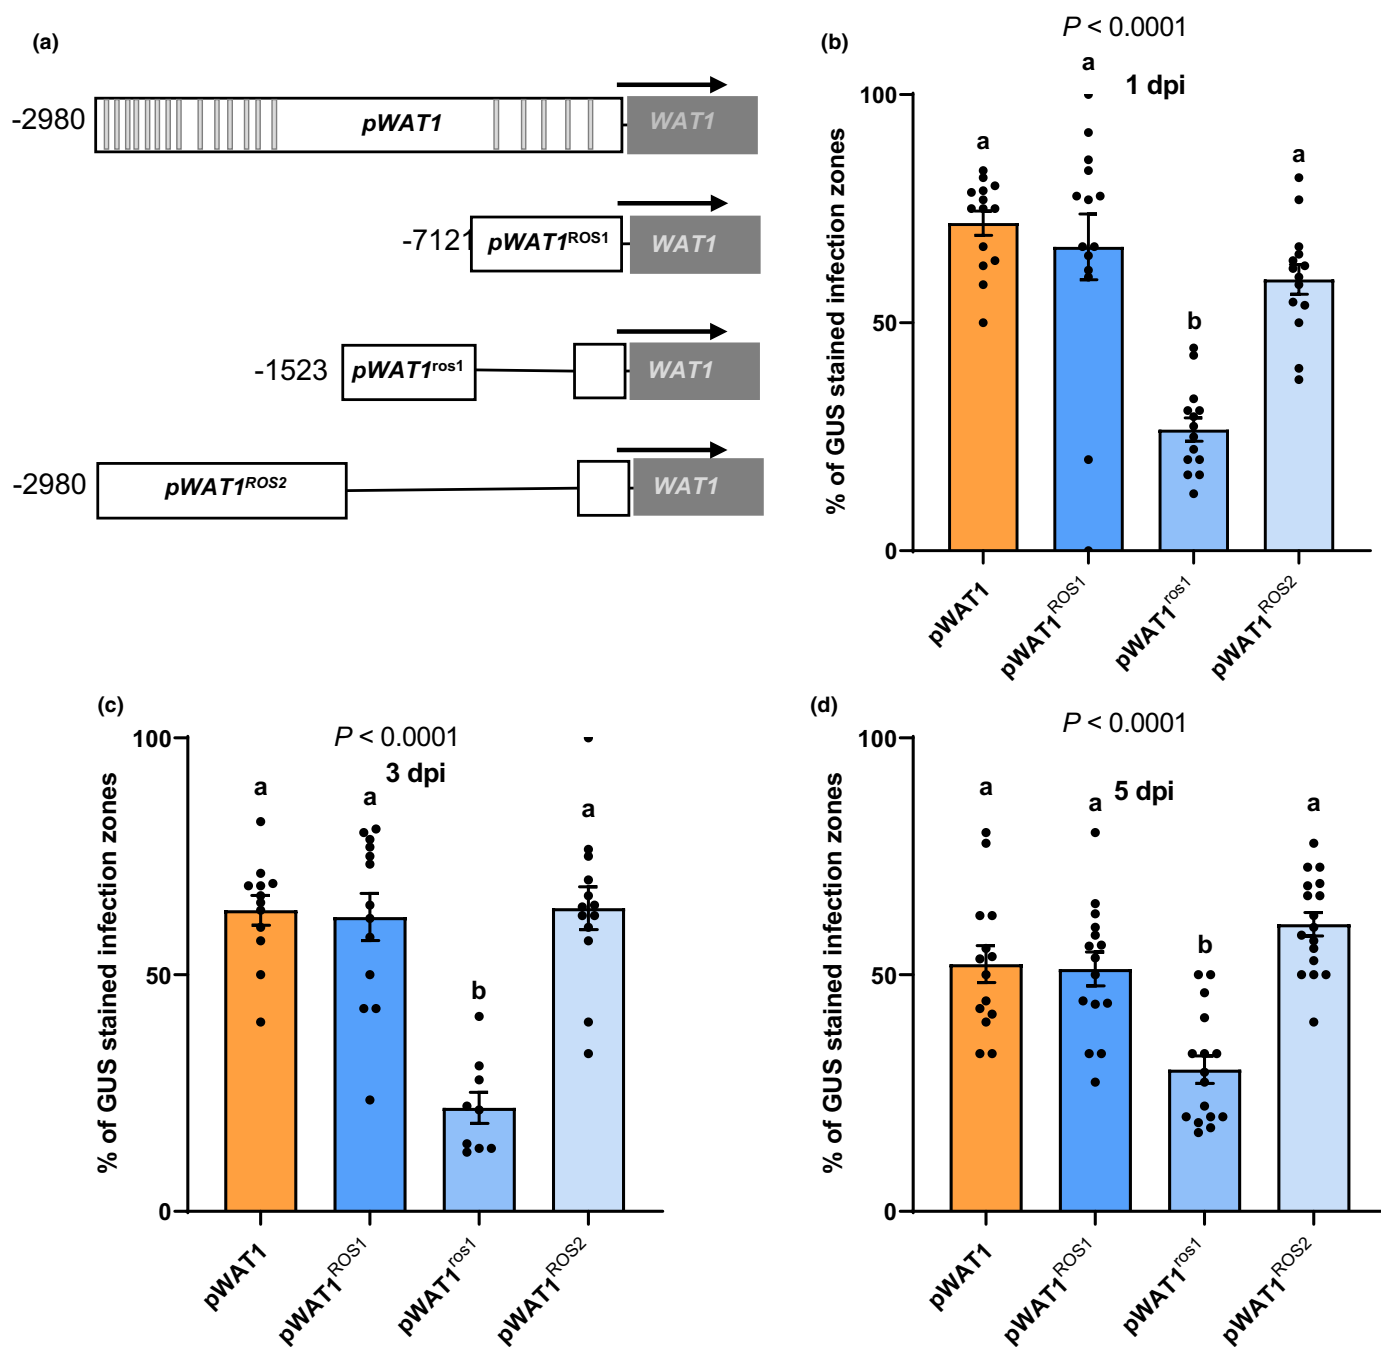 (a)
-2980 pWAT1 WAT1
-7121 pWAT1ROS1 WAT1
-1523 pWAT1ros1 WAT1
-2980 pWAT1ROS2 WAT1
(b)
P < 0.0001
1 dpi
% of GUS stained infection zones
100
50
0
a
a
b
a
pWAT1
pWAT1ROS1
pWAT1ros1
pWAT1ROS2
(c)
P < 0.0001
3 dpi
% of GUS stained infection zones
100
50
0
a
a
b
a
pWAT1
pWAT1ROS1
pWAT1ros1
pWAT1ROS2
(d)
P < 0.0001
5 dpi
% of GUS stained infection zones
100
50
0
a
a
b
a
pWAT1
pWAT1ROS1
pWAT1ros1
pWAT1ROS2